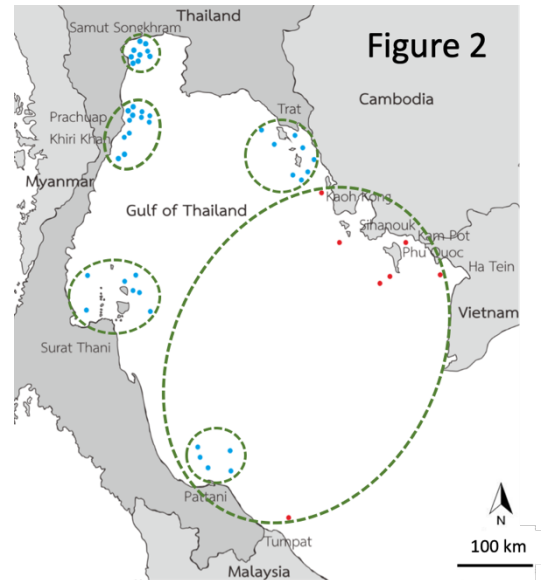 Thailand
Samut Songkhram
Figure 2
Cambodia
Trat
Prachuap
Khiri Khan
Myanmar
Kaoh Kong
Gulf of Thailand
Sihanouk
Kam Pot
Phu Quoc
Ha Tein
Vietnam
Surat Thani
Pattani
N
Tumpat
100 km
Malaysia